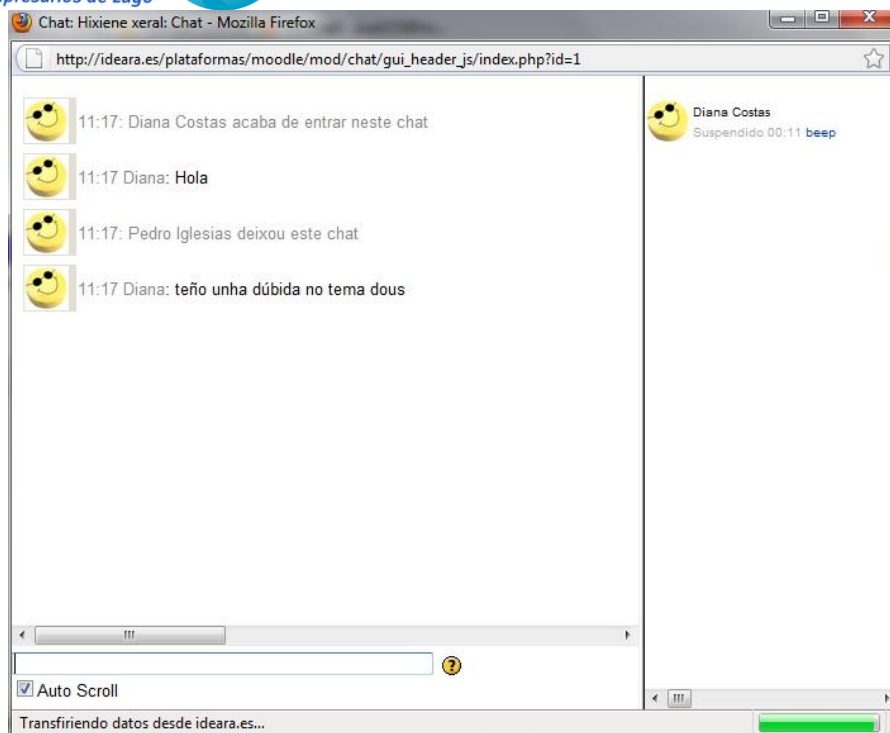 Chat: Hixiene xeral: Chat - Mozilla Firefox
http://ideara.es/plataformas/moodle/mod/chat/gui_header_js/index.php?id=1
11:17: Diana Costas acaba de entrar neste chat
11:17 Diana: Hola
11:17: Pedro Iglesias deixou este chat
11:17 Diana: teño unha dúbida no tema dous
Diana Costas
Suspendido 00:11 beep
Auto Scroll
Transfiriendo datos desde ideara.es...